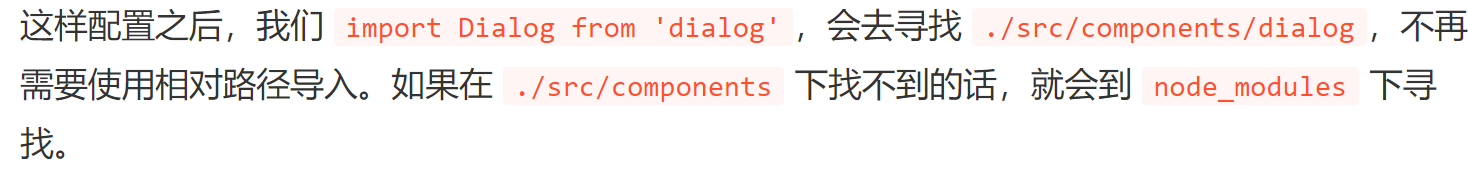 这样配置之后，我们 import Dialog from 'dialog'，会去寻找 ./src/components/dialog，不再
需要使用相对路径导入。如果在 ./src/components 下找不到的话，就会到 node_modules 下寻
找。